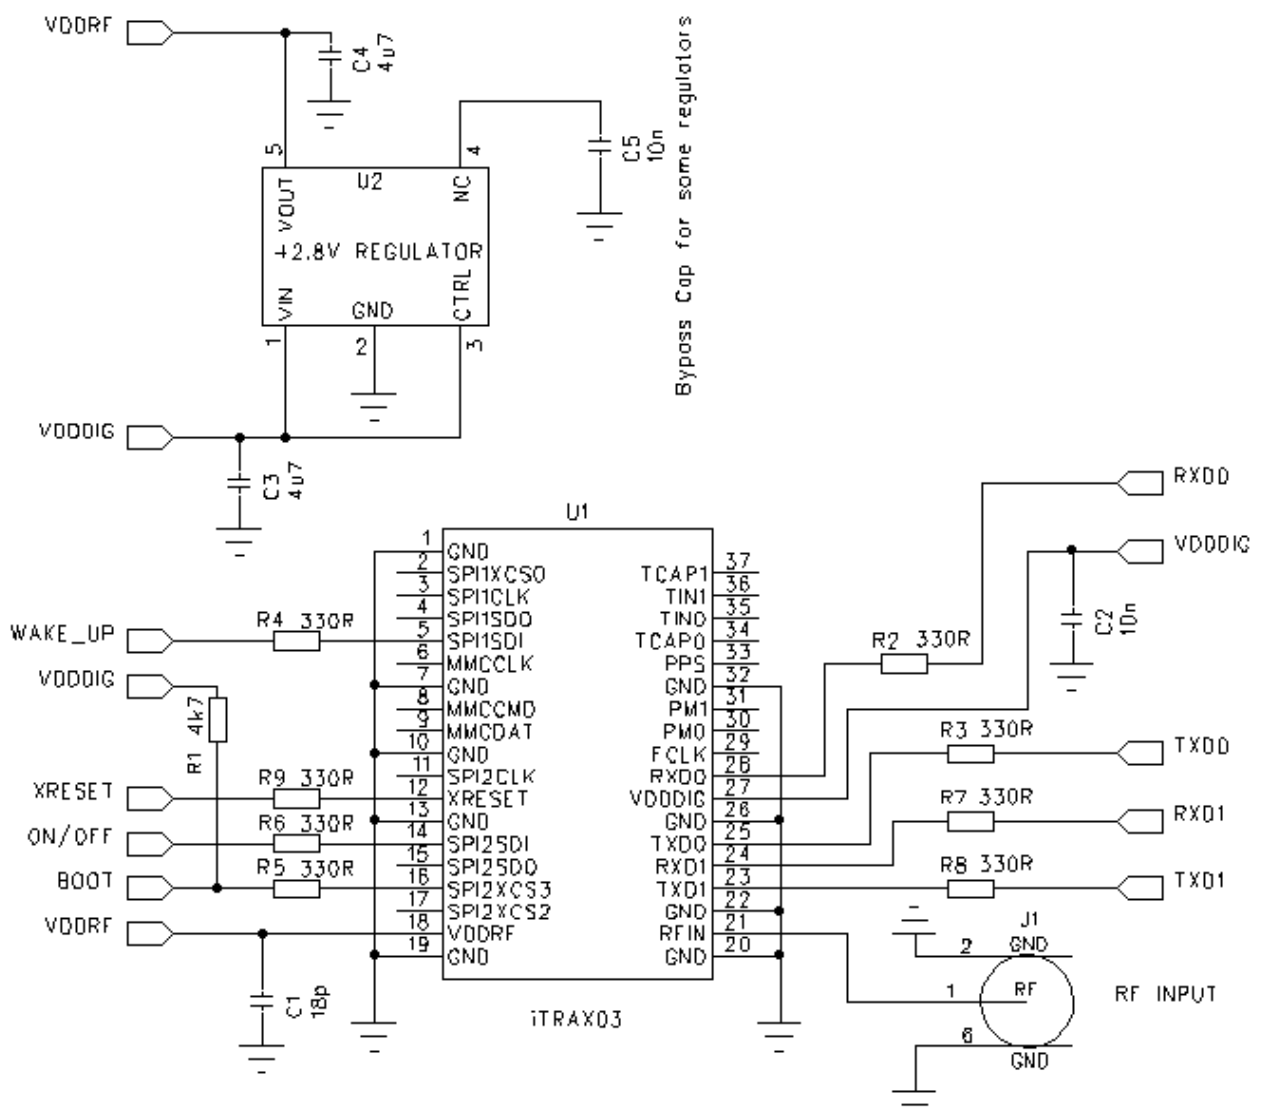 VDDRF
C4
4u7
5
4
U2
VOUT
NC
+2.8V REGULATOR
VIN
GND
CTRL
1
2
3
C5
10n
Bypass Cap for some regulators
VDDDIG
C3
4u7
U1
1 GND
2 SPI1XCS0
3 SPI1CLK
4 SPI1SDO
5 SPI1SDI
6 MMCCLK
7 GND
8 MMCCMD
9 MMCDAT
10 GND
11 SPI2CLK
12 XRESET
13 GND
14 SPI2SDI
15 SPI2SDO
16 SPI2XCS3
17 SPI2XCS2
18 VDDRF
19 GND
TCAP1 37
TIN1 36
TIN0 35
TCAP0 34
PPS 33
GND 32
PM1 31
PM0 30
FCLK 29
RXD0 28
VDDDIG 27
GND 26
TXD0 25
RXD1 24
TXD1 23
GND 22
RFIN 21
GND 20
iTRAX03
WAKE_UP
R4 330R
VDDDIG
R1 4k7
XRESET
R9 330R
ON/OFF
R6 330R
BOOT
R5 330R
VDDRF
C1
18p
RXD0
R2 330R
VDDDIG
C2
10n
R3 330R
TXD0
R7 330R
RXD1
R8 330R
TXD1
J1
2 GND
1 RF
RF INPUT
6
GND